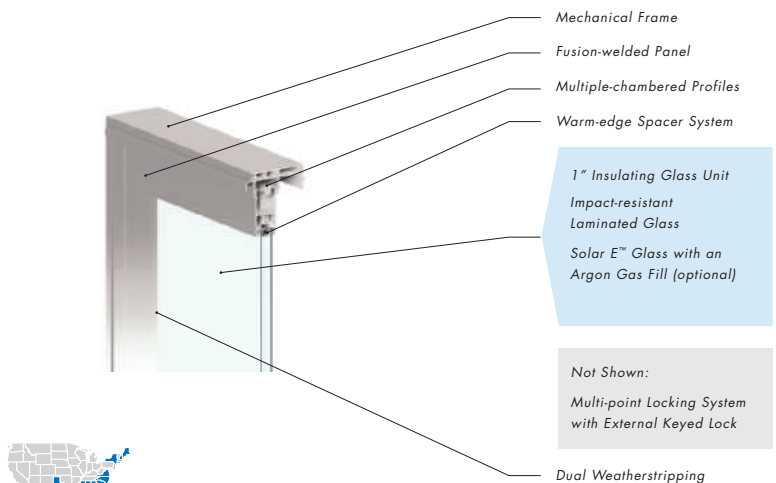 Mechanical Frame
Fusion-welded Panel
Multiple-chambered Profiles
Warm-edge Spacer System
1" Insulating Glass Unit
Impact-resistant
Laminated Glass
Solar E™ Glass with an
Argon Gas Fill (optional)
Not Shown:
Multi-point Locking System
with External Keyed Lock
Dual Weatherstripping